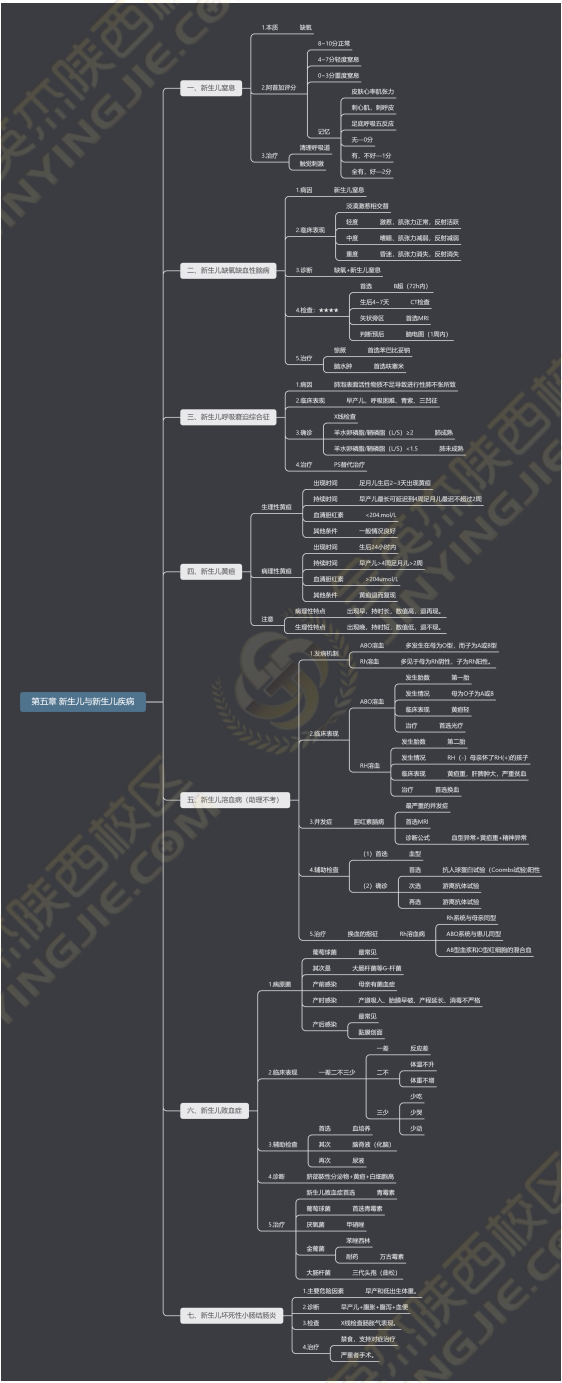 第五章 新生儿与新生儿疾病
一、新生儿窒息
1.本质 缺氧
2.阿普加评分
8~10分正常
4~7分轻度窒息
0~3分重度窒息
记忆
皮肤心率肌张力
刺心肌，刺呼皮
足底呼吸五反应
无—0分
有，不好—1分
全有，好—2分
3.治疗
清理呼吸道
触觉刺激
二、新生儿缺氧缺血性脑病
1.病因 新生儿窒息
2.临床表现
淡漠激惹相交替
轻度 激惹、肌张力正常，反射活跃
中度 嗜睡、肌张力减弱，反射减弱
重度 昏迷、肌张力消失，反射消失
3.诊断 缺氧+新生儿窒息
4.检查：★★★★
首选 B超（72h内）
生后4~7天 CT检查
矢状旁区 首选MRI
判断预后 脑电图（1周内）
5.治疗
惊厥 首选苯巴比妥钠
脑水肿 首选呋塞米
三、新生儿呼吸窘迫综合征
1.病因 肺泡表面活性物质不足导致进行性肺不张所致
2.临床表现 早产儿、呼吸困难、青紫、三凹征
3.确诊
X线检查
羊水卵磷脂/鞘磷脂（L/S）≥2 肺成熟
羊水卵磷脂/鞘磷脂（L/S）<1.5 肺未成熟
4.治疗 PS替代治疗
四、新生儿黄疸
生理性黄疸
出现时间 足月儿生后2~3天出现黄疸
持续时间 早产儿最长可延迟到4周足月儿最迟不超过2周
血清胆红素 <204.mol/L
其他条件 一般情况良好
病理性黄疸
出现时间 生后24小时内
持续时间 早产儿>4周足月儿>2周
血清胆红素 >204umol/L
其他条件 黄疸退而复现
注意
病理性特点 出现早，持时长，数值高，退再现。
生理性特点 出现晚，持时短，数值低，退不现。
五、新生儿溶血病（助理不考）
1.发病机制
ABO溶血 多发生在母为O型，而子为A或B型
Rh溶血 多见于母为Rh阴性，子为Rh阳性。
2.临床表现
ABO溶血
发生胎数 第一胎
发生情况 母为O子为A或B
临床表现 黄疸轻
治疗 首选光疗
RH溶血
发生胎数 第二胎
发生情况 RH（-）母亲怀了RH(+)的孩子
临床表现 黄疸重，肝脾肿大，严重贫血
治疗 首选换血
3.并发症 胆红素脑病
最严重的并发症
首选MRI
诊断公式 血型异常+黄疸重+精神异常
4.辅助检查
（1）首选 血型
（2）确诊
首选 抗人球蛋白试验（Coombs试验)阳性
次选 游离抗体试验
再选 游离抗体试验
5.治疗 换血的指征 Rh溶血病
Rh系统与母亲同型
ABO系统与患儿同型
AB型血浆和O型红细胞的混合血
六、新生儿败血症
1.病原菌
葡萄球菌 最常见
其次是 大肠杆菌等G-杆菌
产前感染 母亲有菌血症
产时感染 产道吸入、胎膜早破、产程延长、消毒不严格
产后感染
最常见
黏膜创面
2.临床表现 一差二不三少
一差 反应差
二不
体温不升
体重不增
三少
少吃
少哭
少动
3.辅助检查
首选 血培养
其次 脑脊液（化脑）
再次 尿液
4.诊断 脐部脓性分泌物+黄疸+白细胞高
5.治疗
新生儿败血症首选 青霉素
葡萄球菌 首选青霉素
厌氧菌 甲硝唑
金葡菌
苯唑西林
耐药 万古霉素
大肠杆菌 三代头孢（曲松）
七、新生儿坏死性小肠结肠炎
1.主要危险因素 早产和低出生体重。
2.诊断 早产儿+腹胀+腹泻+血便
3.检查 X线检查肠胀气表现。
4.治疗
禁食，支持对症治疗
严重者手术。